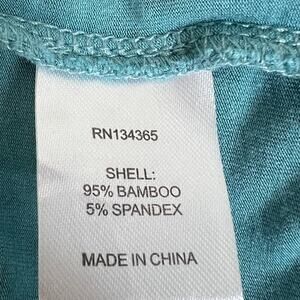 RN134365
SHELL:
95% BAMBOO
5% SPANDEX
MADE IN CHINA